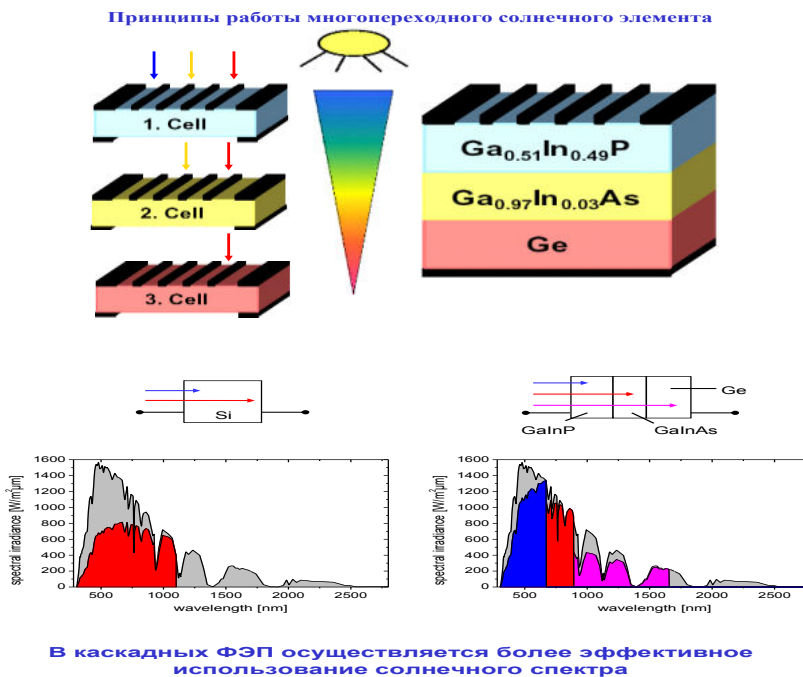 Принципы работы многопереходного солнечного элемента
1. Cell
2. Cell
3. Cell
Ga0.51In0.49P
Ga0.97In0.03As
Ge
Si
Ge
GaInP
GaInAs
spectral irradiance [W/m²µm]
1600
1400
1200
1000
800
600
400
200
0
500 1000 1500 2000 2500
wavelength [nm]
spectral irradiance [W/m²µm]
1600
1400
1200
1000
800
600
400
200
0
500 1000 1500 2000 2500
wavelength [nm]
В каскадных ФЭП осуществляется более эффективное
использование солнечного спектра